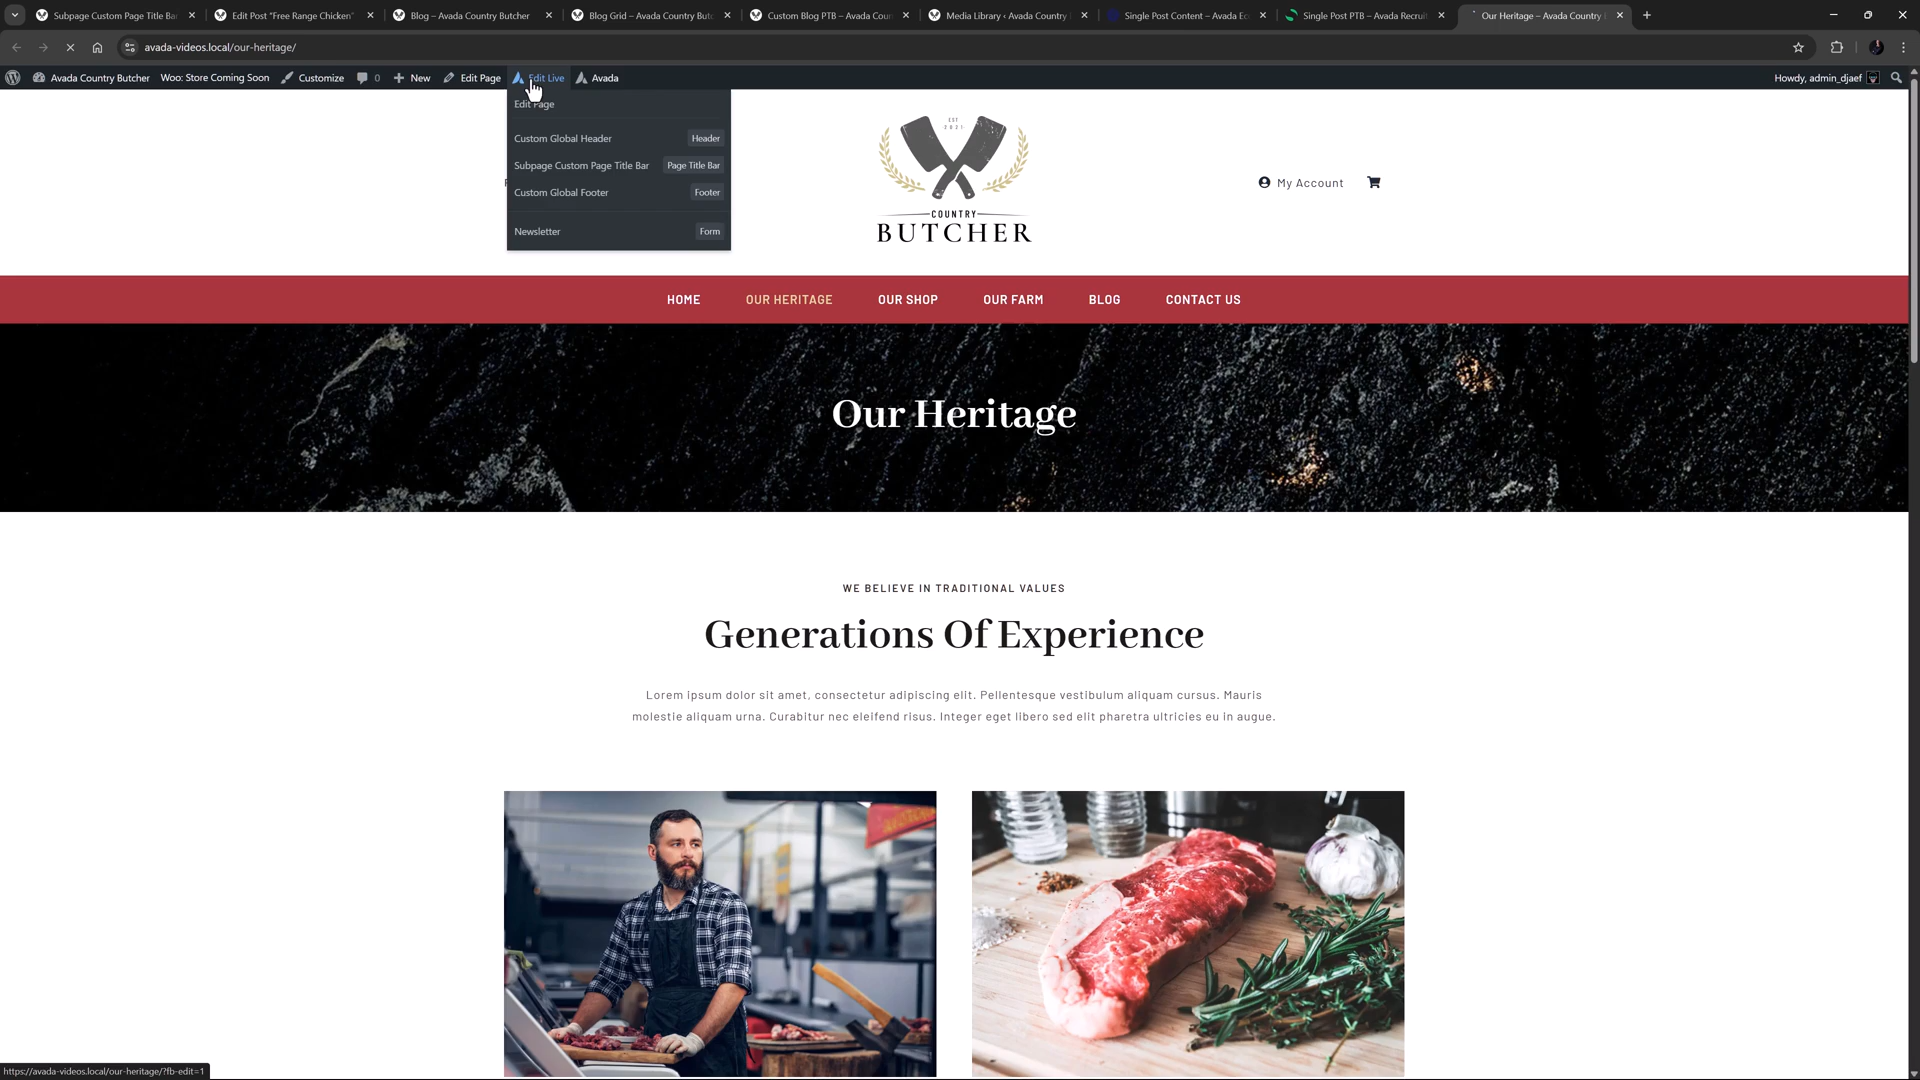 Subpage Custom Page Title Bar
Edit Post "Free Range Chicken"
Blog – Avada Country Butcher
Blog Grid – Avada Country Butc
Custom Blog PTB – Avada Coun
Media Library ‹ Avada Country
Single Post Content – Avada Ec
Single Post PTB – Avada Recruit
Our Heritage – Avada Country
avada-videos.local/our-heritage/
Avada Country Butcher
Woo: Store Coming Soon
Customize
0
New
Edit Page
Edit Live
Avada
Howdy, admin_djaef
Edit Page
Custom Global Header Header
Subpage Custom Page Title Bar Page Title Bar
Custom Global Footer Footer
Newsletter Form
EST
·2021·
COUNTRY
BUTCHER
My Account
HOME OUR HERITAGE OUR SHOP OUR FARM BLOG CONTACT US
Our Heritage
WE BELIEVE IN TRADITIONAL VALUES
Generations Of Experience
Lorem ipsum dolor sit amet, consectetur adipiscing elit. Pellentesque vestibulum aliquam cursus. Mauris
molestie aliquam urna. Curabitur nec eleifend risus. Integer eget libero sed elit pharetra ultricies eu in augue.
https://avada-videos.local/our-heritage/?fb-edit=1